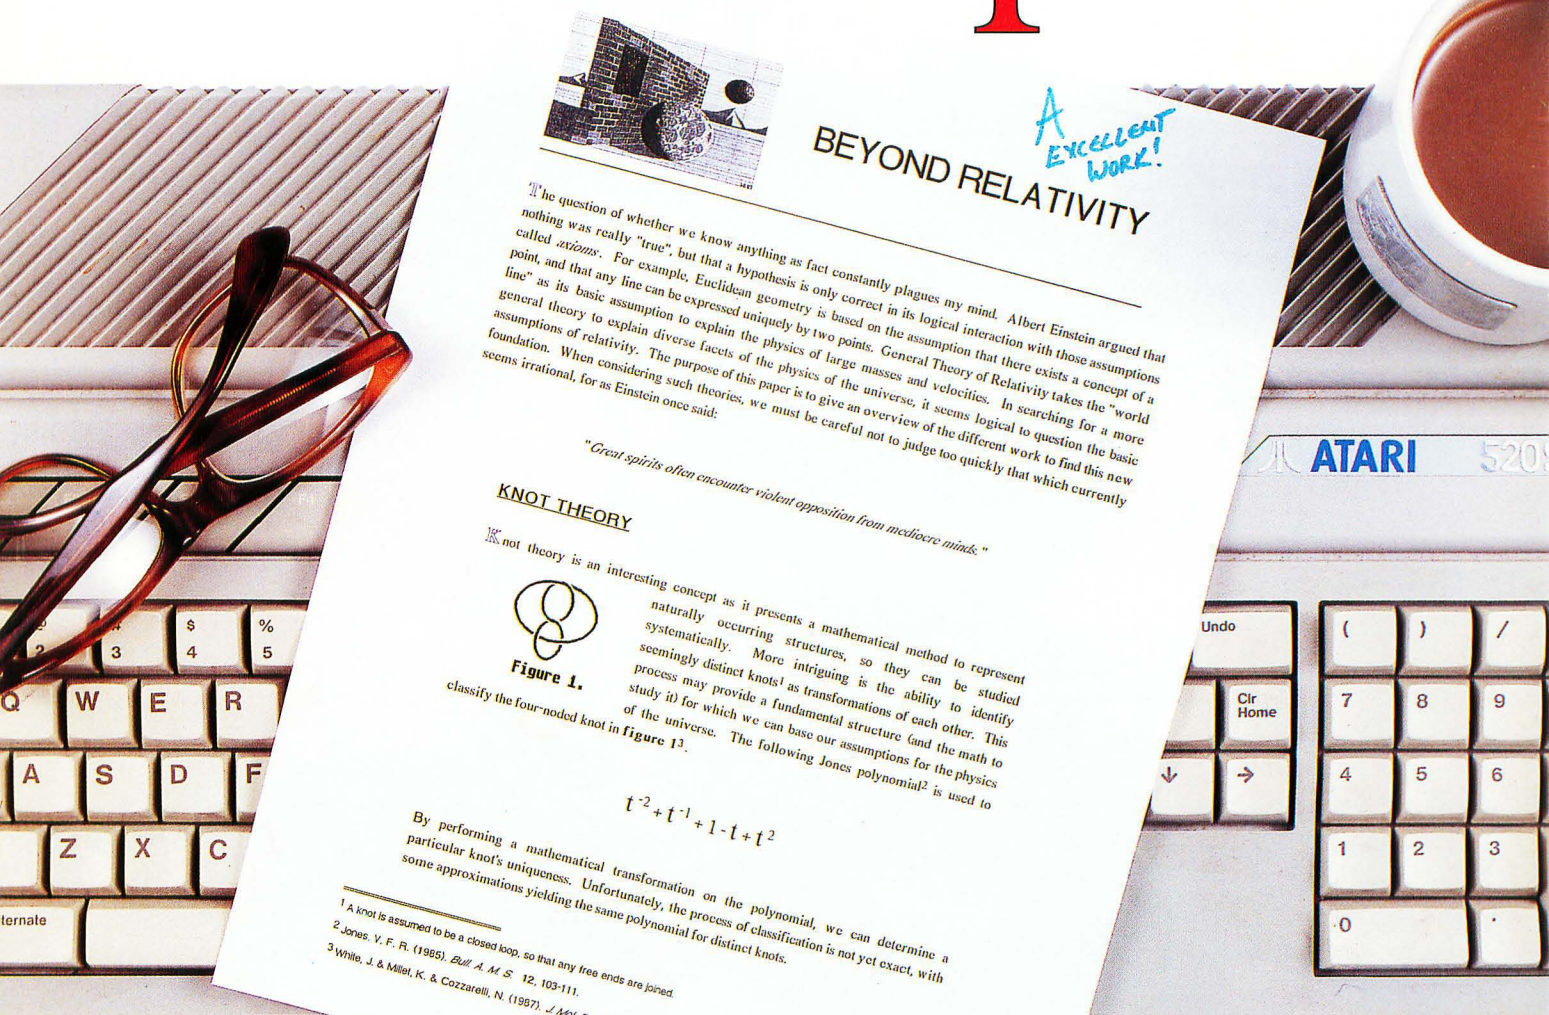 A
EXCELLENT
WORK!
BEYOND RELATIVITY
The question of whether we know anything as fact constantly plagues my mind. Albert Einstein argued that
nothing was really "true", but that a hypothesis is only correct in its logical interaction with those assumptions
called axioms. For example, Euclidean geometry is based on the assumption that there exists a concept of a
point, and that any line can be expressed uniquely by two points. General Theory of Relativity takes the "world
line" as its basic assumption to explain the physics of large masses and velocities. In searching for a more
general theory to explain diverse facets of the physics of the universe, it seems logical to question the basic
assumptions of relativity. The purpose of this paper is to give an overview of the different work to find this new
foundation. When considering such theories, we must be careful not to judge too quickly that which currently
seems irrational, for as Einstein once said:
"Great spirits often encounter violent opposition from mediocre minds."
KNOT THEORY
Knot theory is an interesting concept as it presents a mathematical method to represent
naturally occurring structures, so they can be studied
systematically. More intriguing is the ability to identify
seemingly distinct knots¹ as transformations of each other. This
process may provide a fundamental structure (and the math to
study it) for which we can base our assumptions for the physics
of the universe. The following Jones polynomial² is used to
Figure 1.
classify the four-noded knot in figure 1³.
t⁻²+t⁻¹+1-t+t²
By performing a mathematical transformation on the polynomial, we can determine a
particular knot's uniqueness. Unfortunately, the process of classification is not yet exact, with
some approximations yielding the same polynomial for distinct knots.
1 A knot is assumed to be a closed loop, so that any free ends are joined.
2 Jones, V. F. R. (1985). Bull. A. M. S. 12, 103-111.
3 White, J. & Millet, K. & Cozzarelli, N. (1987). J. Mol.
ATARI 520
F4
$ %
2 3 4 5
Q W E R
A S D F
Z X C
ternate
Undo
Clr
Home
↓ →
( ) /
7 8 9
4 5 6
1 2 3
0 .